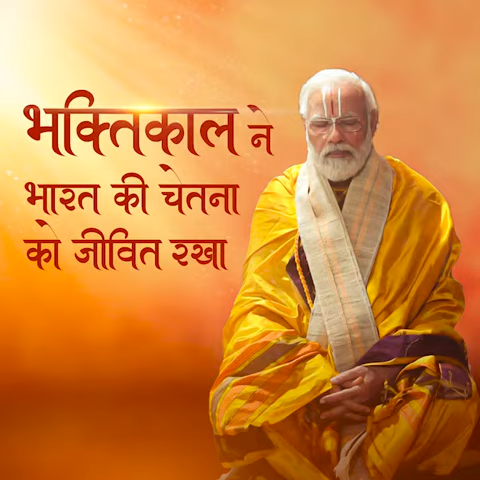 भक्तिकाल ने
भारत की चेतना
को जीवित रखा